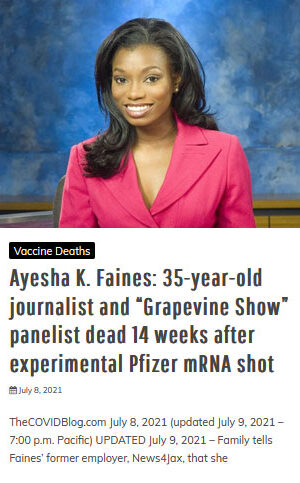 Vaccine Deaths
Ayesha K. Faines: 35-year-old
journalist and “Grapevine Show”
panelist dead 14 weeks after
experimental Pfizer mRNA shot
July 8, 2021
TheCOVIDBlog.com July 8, 2021 (updated July 9, 2021 –
7:00 p.m. Pacific) UPDATED July 9, 2021 – Family tells
Faines’ former employer, News4Jax, that she